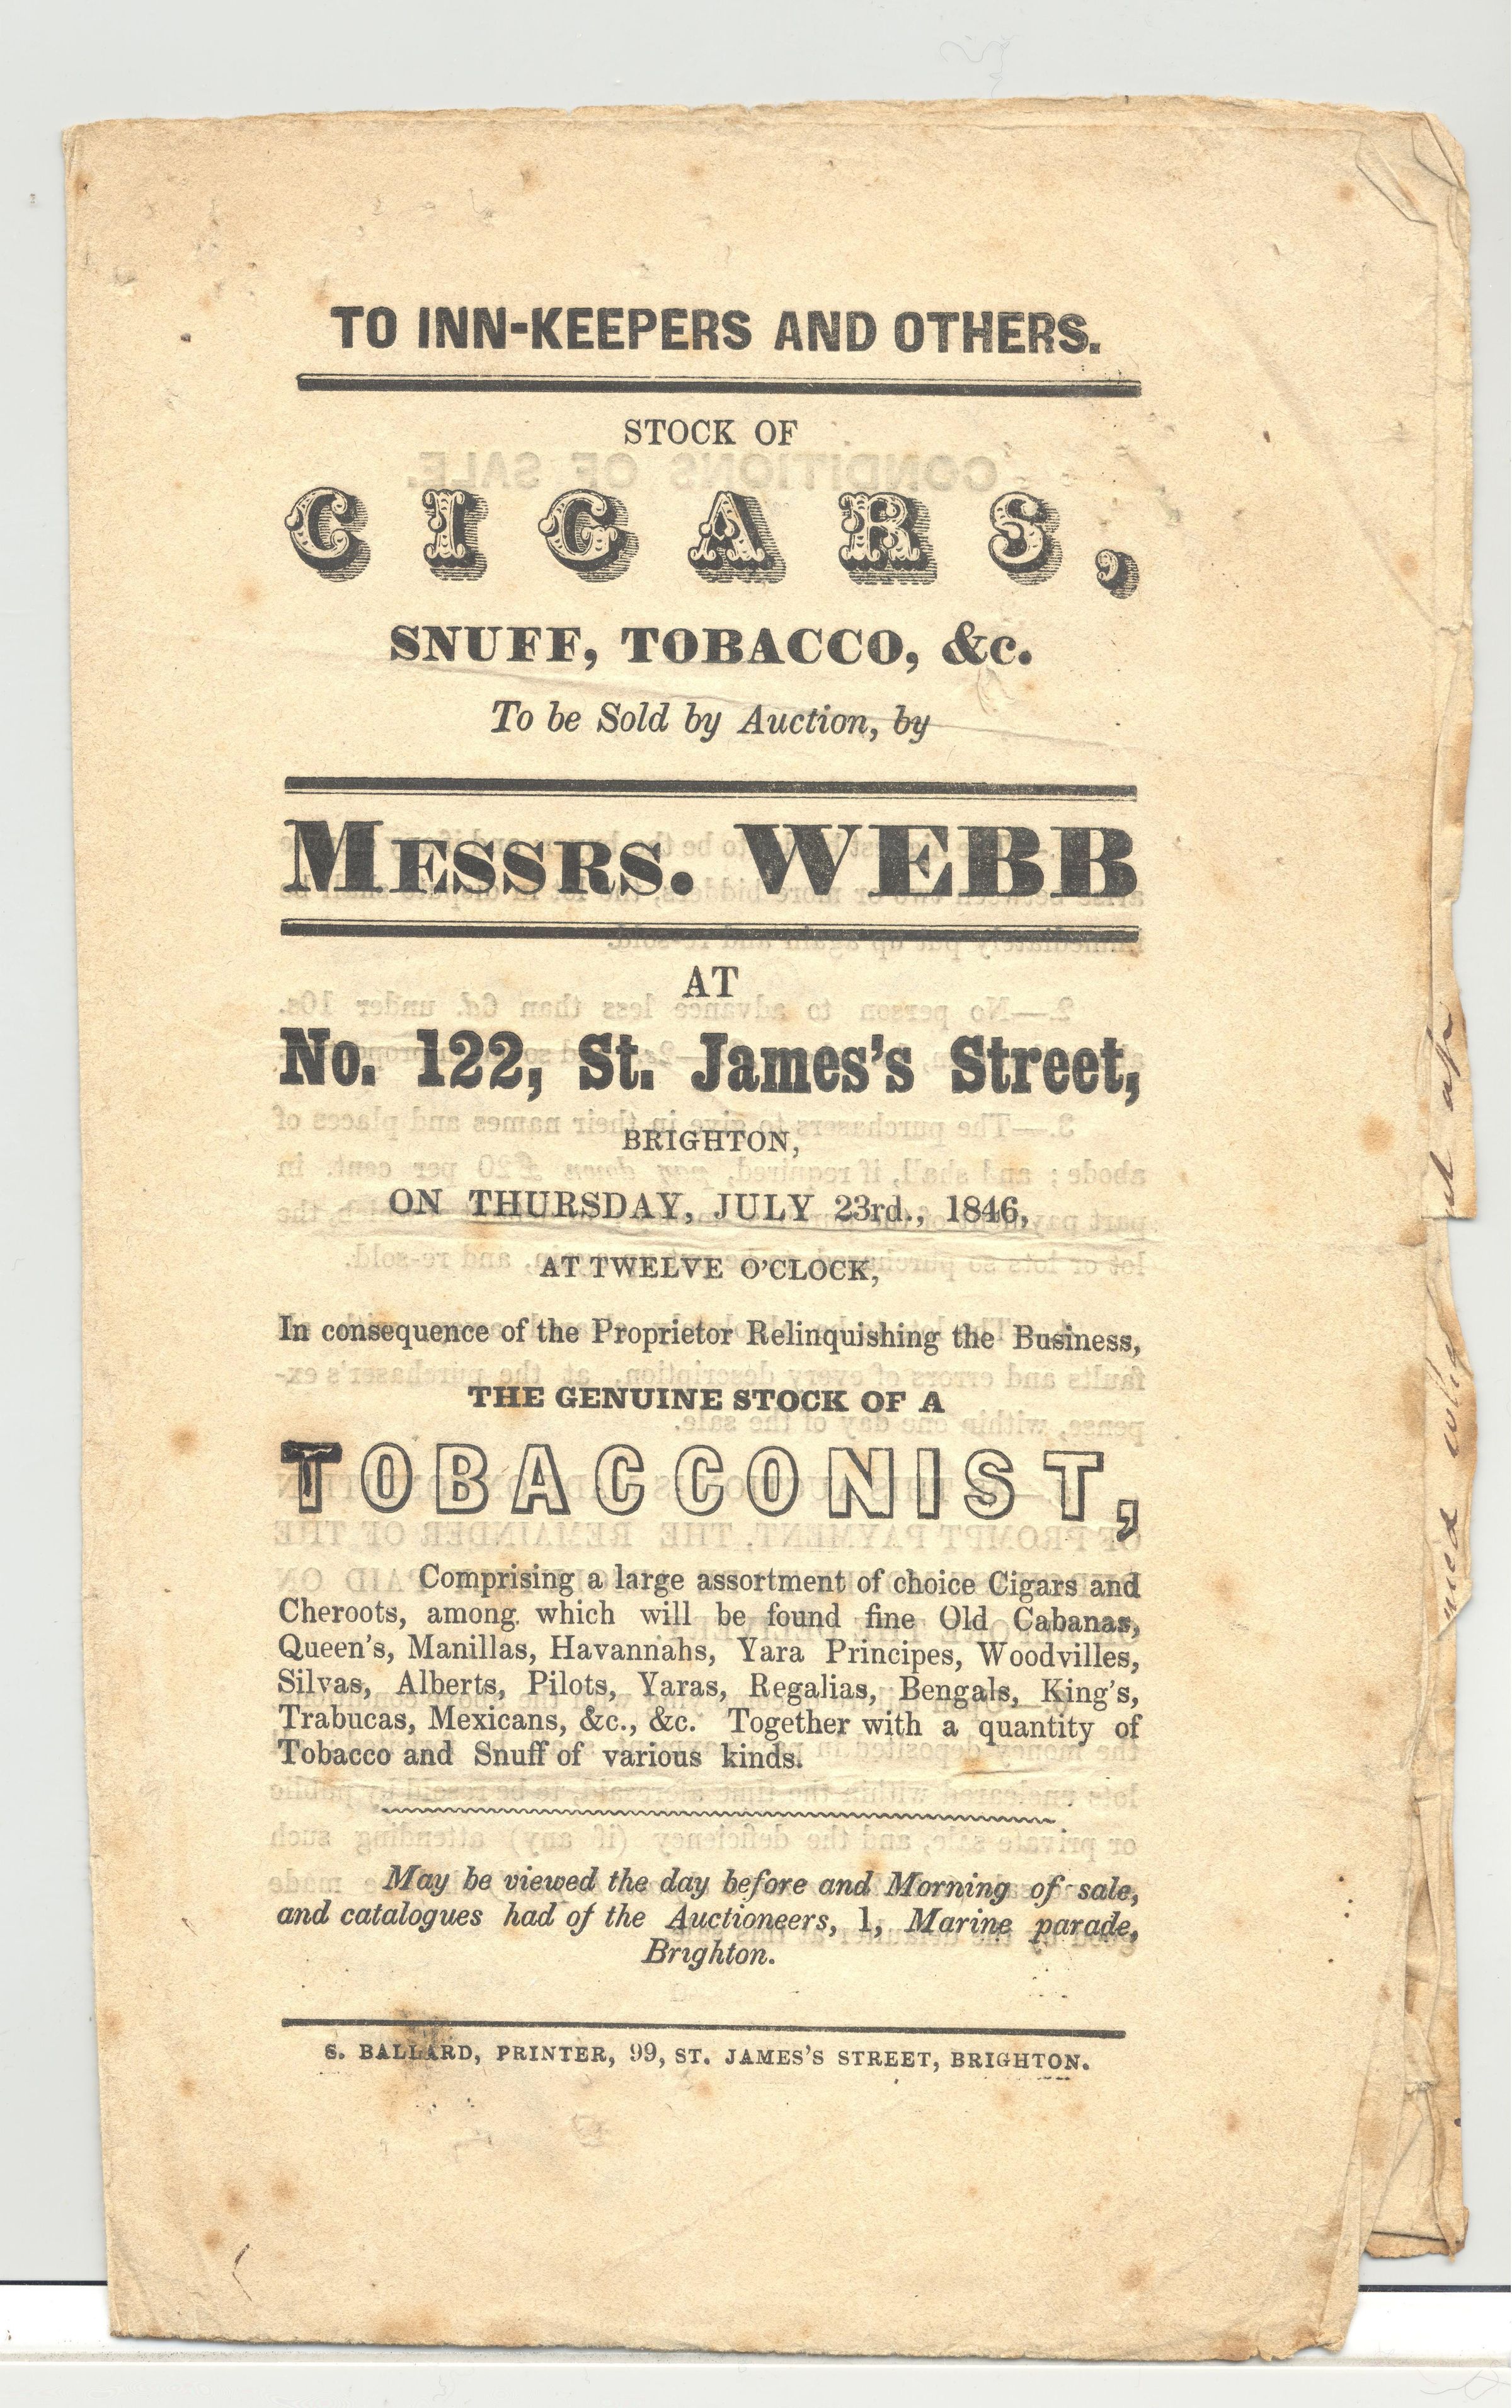 TO INN-KEEPERS AND OTHERS.
STOCK OF
CIGARS,
SNUFF, TOBACCO, &c.
To be Sold by Auction, by
MESSRS. WEBB
AT
No. 122, St. James's Street,
BRIGHTON,
ON THURSDAY, JULY 23rd., 1846,
AT TWELVE O'CLOCK,
In consequence of the Proprietor Relinquishing the Business,
THE GENUINE STOCK OF A
TOBACCONIST,
Comprising a large assortment of choice Cigars and
Cheroots, among which will be found fine Old Cabanas,
Queen's, Manillas, Havannahs, Yara Principes, Woodvilles,
Silvas, Alberts, Pilots, Yaras, Regalias, Bengals, King's,
Trabucas, Mexicans, &c., &c. Together with a quantity of
Tobacco and Snuff of various kinds.
May be viewed the day before and Morning of sale,
and catalogues had of the Auctioneers, 1, Marine parade,
Brighton.
S. BALLARD, PRINTER, 99, ST. JAMES'S STREET, BRIGHTON.